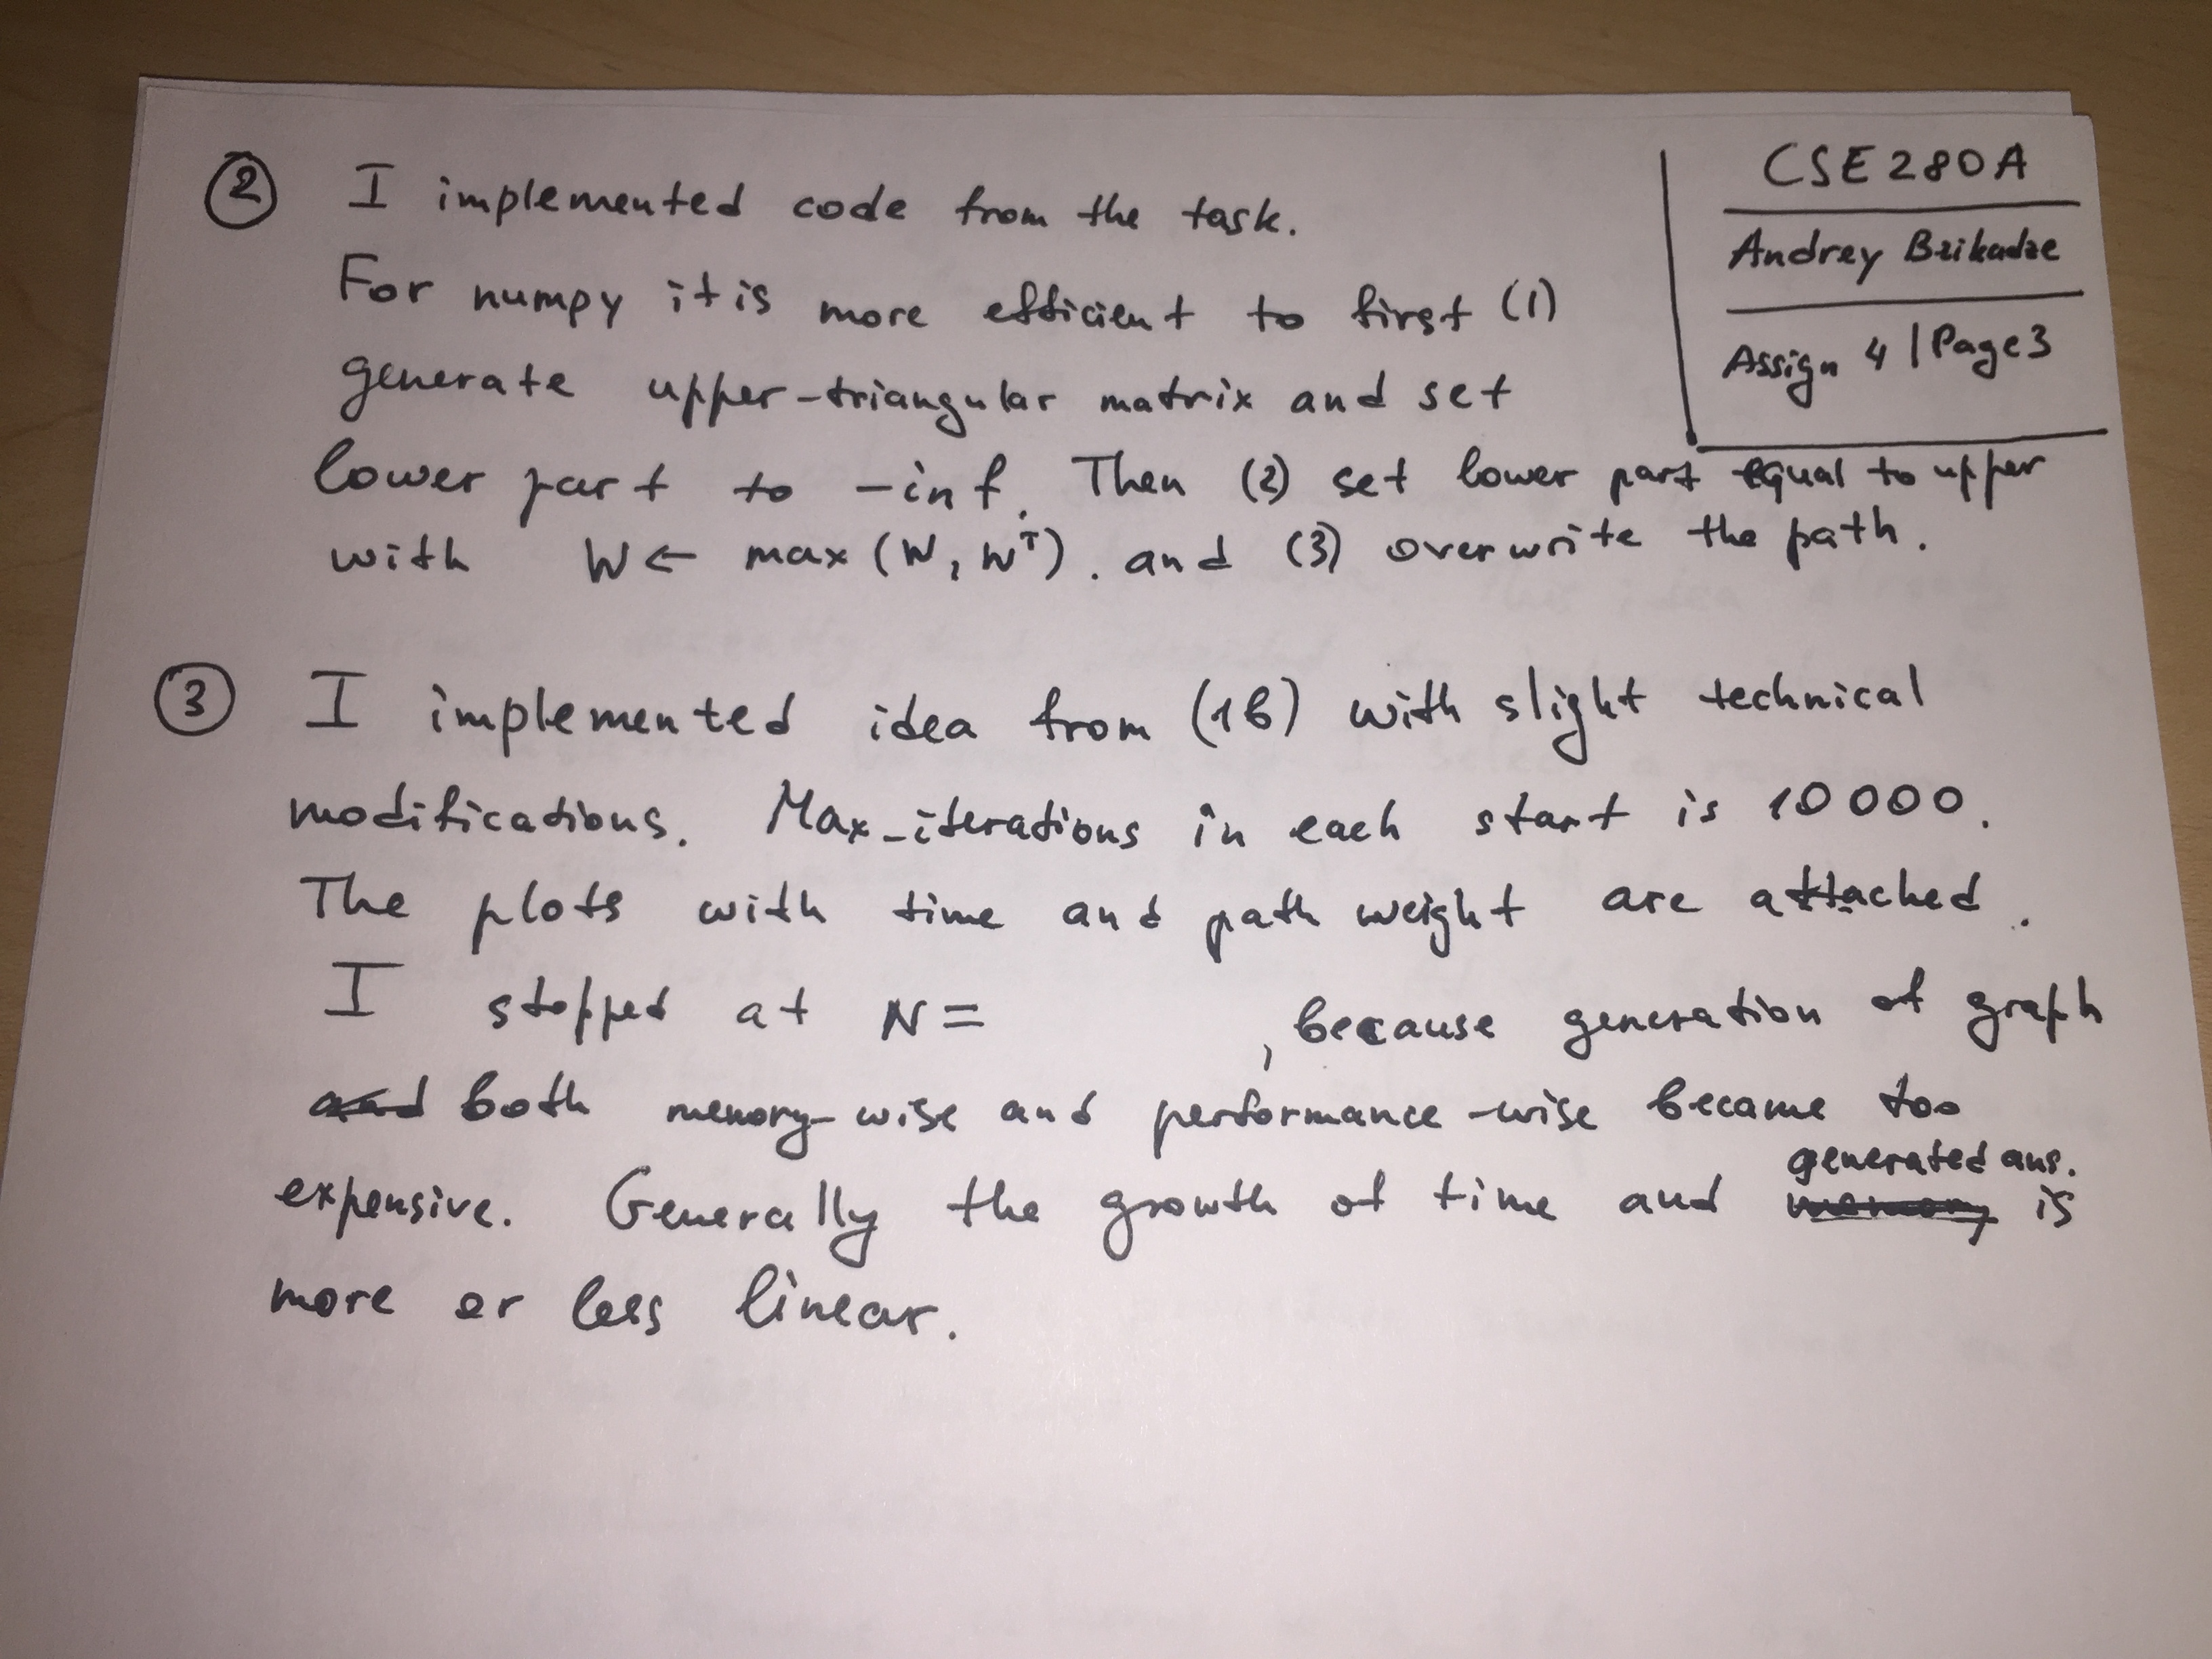 ② I implemented code from the task.
CSE 280A
Andrey Bzikadze
Assign 4 | Page 3
For numpy it is more efficient to first (1)
generate upper-triangular matrix and set
lower part to -inf. Then (2) set lower part equal to upper
with W ← max (W, Wᵀ). and (3) overwrite the path.
③ I implemented idea from (1b) with slight technical
modifications. Max-iterations in each start is 10000.
The plots with time and path weight are attached.
I stopped at N= , because generation of graph
and both memory-wise and performance-wise became too
generated ans.
expensive. Generally the growth of time and memory is
more or less linear.